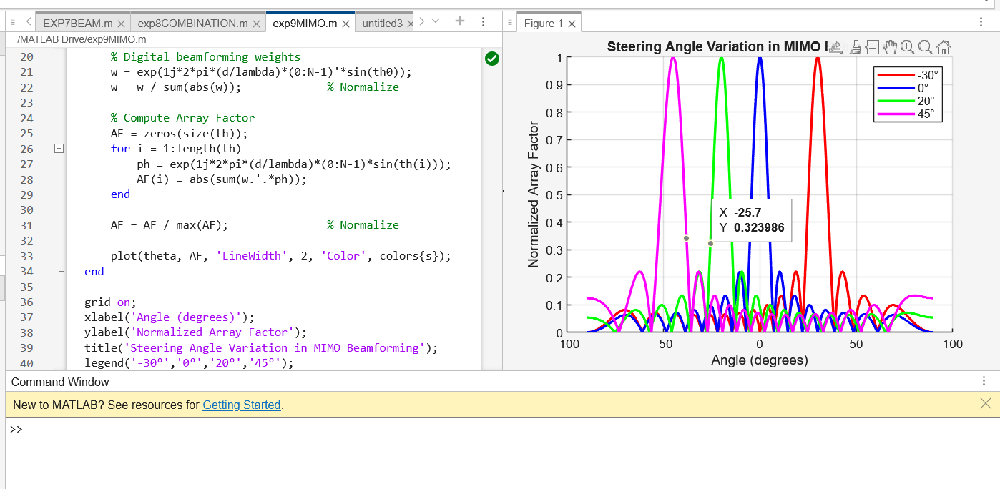 EXP7BEAM.m
exp8COMBINATION.m
exp9MIMO.m
untitled3
Figure 1
/MATLAB Drive/exp9MIMO.m
20 % Digital beamforming weights
21 w = exp(1j*2*pi*(d/lambda)*(0:N-1)'*sin(th0));
22 w = w / sum(abs(w)); % Normalize
23
24 % Compute Array Factor
25 AF = zeros(size(th));
26 for i = 1:length(th)
27 ph = exp(1j*2*pi*(d/lambda)*(0:N-1)*sin(th(i)));
28 AF(i) = abs(sum(w.'.*ph));
29 end
30
31 AF = AF / max(AF); % Normalize
32
33 plot(theta, AF, 'LineWidth', 2, 'Color', colors{s});
34 end
35
36 grid on;
37 xlabel('Angle (degrees)');
38 ylabel('Normalized Array Factor');
39 title('Steering Angle Variation in MIMO Beamforming');
40 legend('-30°','0°','20°','45°');
Steering Angle Variation in MIMO
-30°
0°
20°
45°
X -25.7
Y 0.323986
Normalized Array Factor
1
0.9
0.8
0.7
0.6
0.5
0.4
0.3
0.2
0.1
0
-100
-50
0
50
100
Angle (degrees)
Command Window
New to MATLAB? See resources for Getting Started.
>>